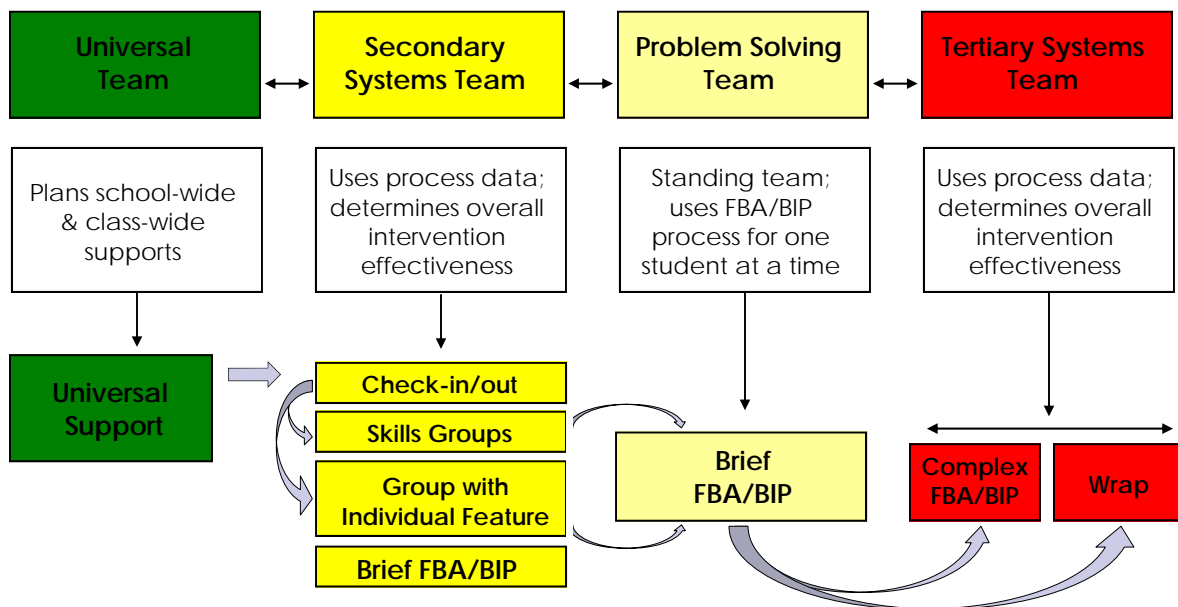 Universal
Team
Secondary
Systems Team
Problem Solving
Team
Tertiary Systems
Team
Plans school-wide
& class-wide
supports
Uses process data;
determines overall
intervention
effectiveness
Standing team;
uses FBA/BIP
process for one
student at a time
Uses process data;
determines overall
intervention
effectiveness
Universal
Support
Check-in/out
Skills Groups
Group with
Individual Feature
Brief FBA/BIP
Brief
FBA/BIP
Complex
FBA/BIP
Wrap